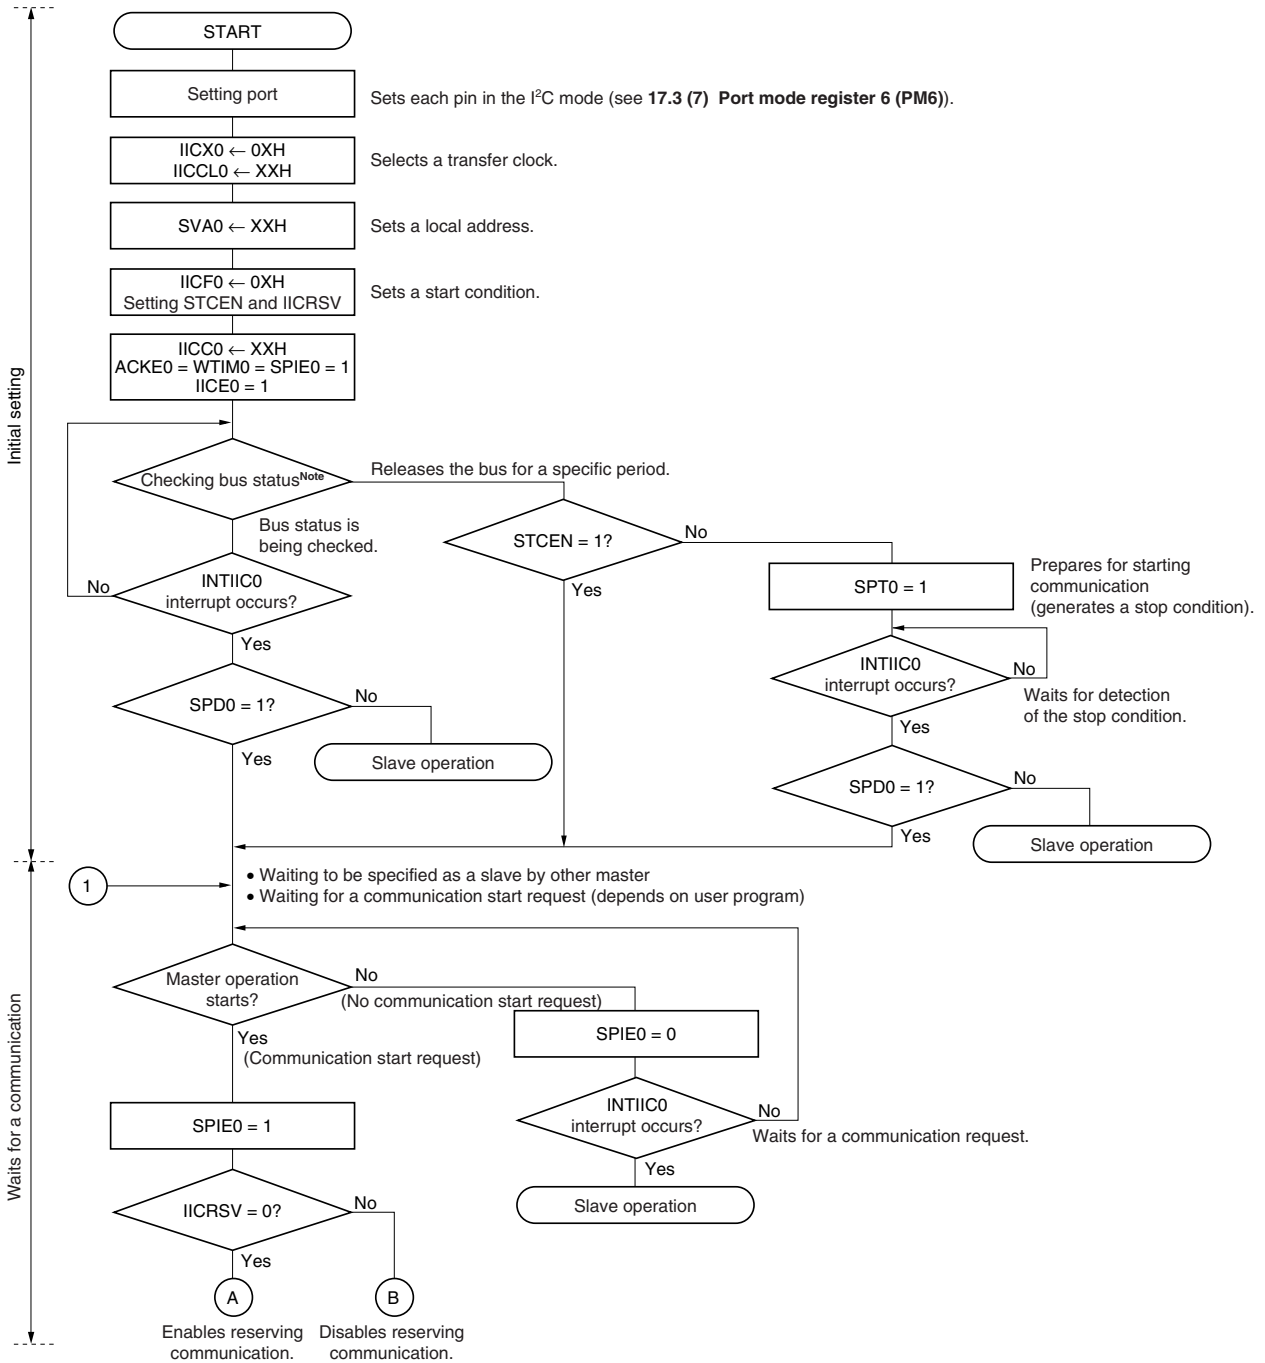 START
Setting port
Sets each pin in the I²C mode (see 17.3 (7) Port mode register 6 (PM6)).
IICX0 ← 0XH
IICCL0 ← XXH
Selects a transfer clock.
SVA0 ← XXH
Sets a local address.
IICF0 ← 0XH
Setting STCEN and IICRSV
Sets a start condition.
IICC0 ← XXH
ACKE0 = WTIM0 = SPIE0 = 1
IICE0 = 1
Initial setting
Checking bus statusNote
Releases the bus for a specific period.
Bus status is
being checked.
STCEN = 1?
No
Yes
SPT0 = 1
Prepares for starting
communication
(generates a stop condition).
INTIIC0
interrupt occurs?
No
Yes
INTIIC0
interrupt occurs?
No
Waits for detection
of the stop condition.
Yes
SPD0 = 1?
No
Slave operation
Yes
SPD0 = 1?
No
Slave operation
Yes
1
• Waiting to be specified as a slave by other master
• Waiting for a communication start request (depends on user program)
Waits for a communication
Master operation
starts?
No
(No communication start request)
Yes
(Communication start request)
SPIE0 = 0
INTIIC0
interrupt occurs?
No
Waits for a communication request.
Yes
Slave operation
SPIE0 = 1
IICRSV = 0?
No
Yes
A
B
Enables reserving
communication.
Disables reserving
communication.